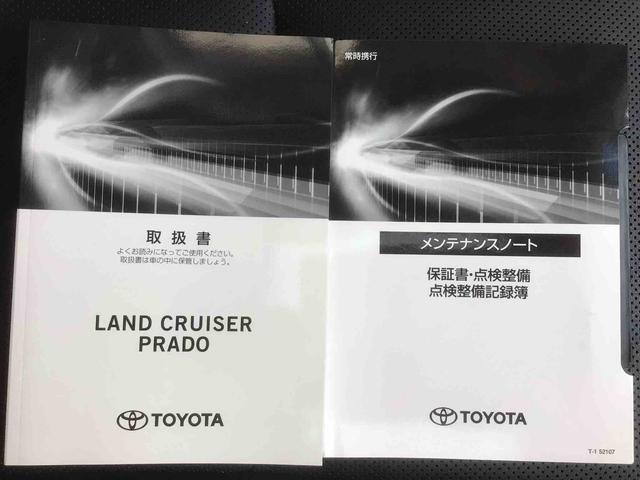 取扱書
よくお読みになってご使用ください。
取扱書は車の中に保管しましょう。
LAND CRUISER
PRADO
TOYOTA
常時携行
メンテナンスノート
保証書・点検整備
点検整備記録簿
TOYOTA
T-1 52107